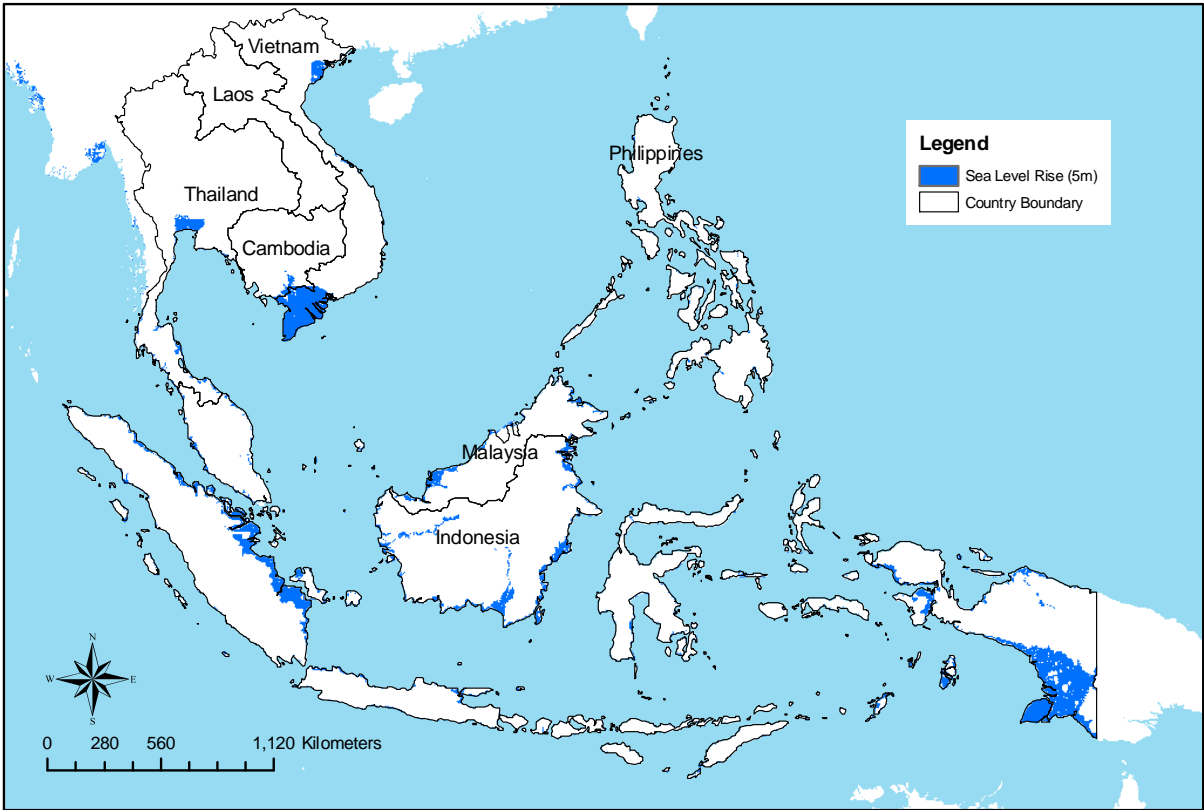 Vietnam
Laos
Philippines
Thailand
Cambodia
Malaysia
Indonesia
Legend
Sea Level Rise (5m)
Country Boundary
N
W E
S
0 280 560 1,120 Kilometers